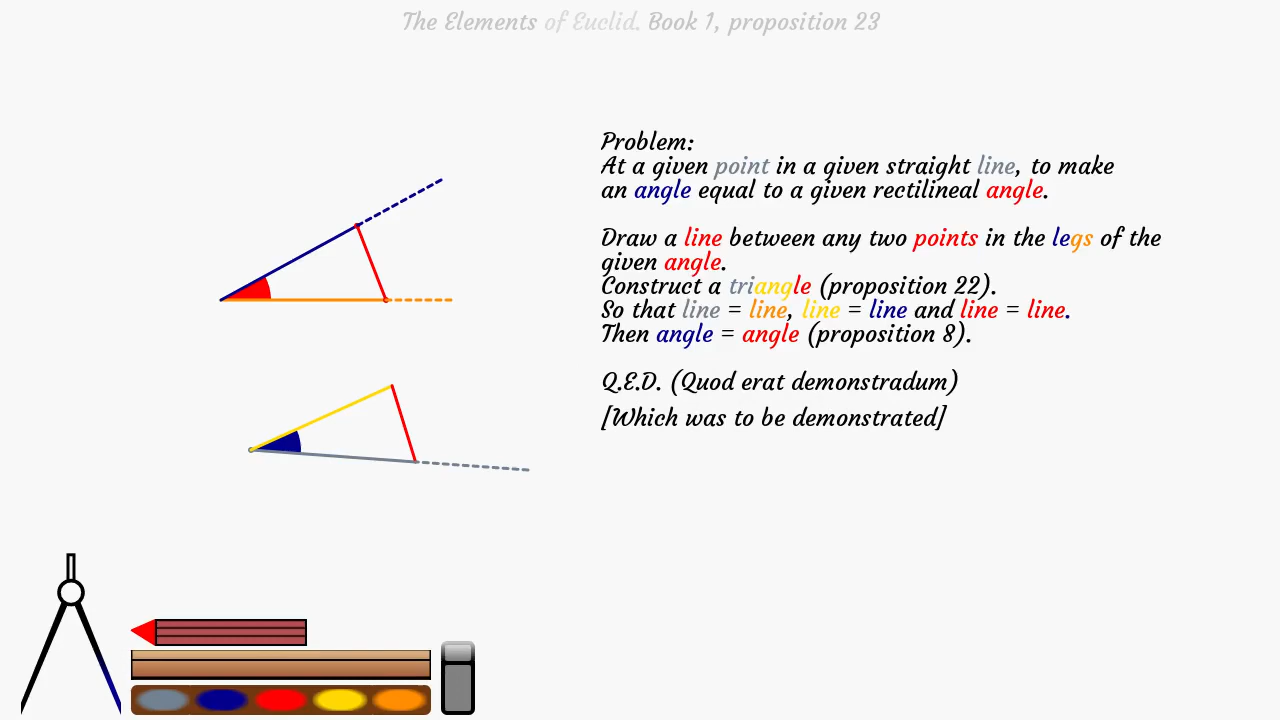 The Elements of Euclid. Book 1, proposition 23
Problem:
At a given point in a given straight line, to make
an angle equal to a given rectilineal angle.
Draw a line between any two points in the legs of the
given angle.
Construct a triangle (proposition 22).
So that line = line, line = line and line = line.
Then angle = angle (proposition 8).
Q.E.D. (Quod erat demonstradum)
[Which was to be demonstrated]